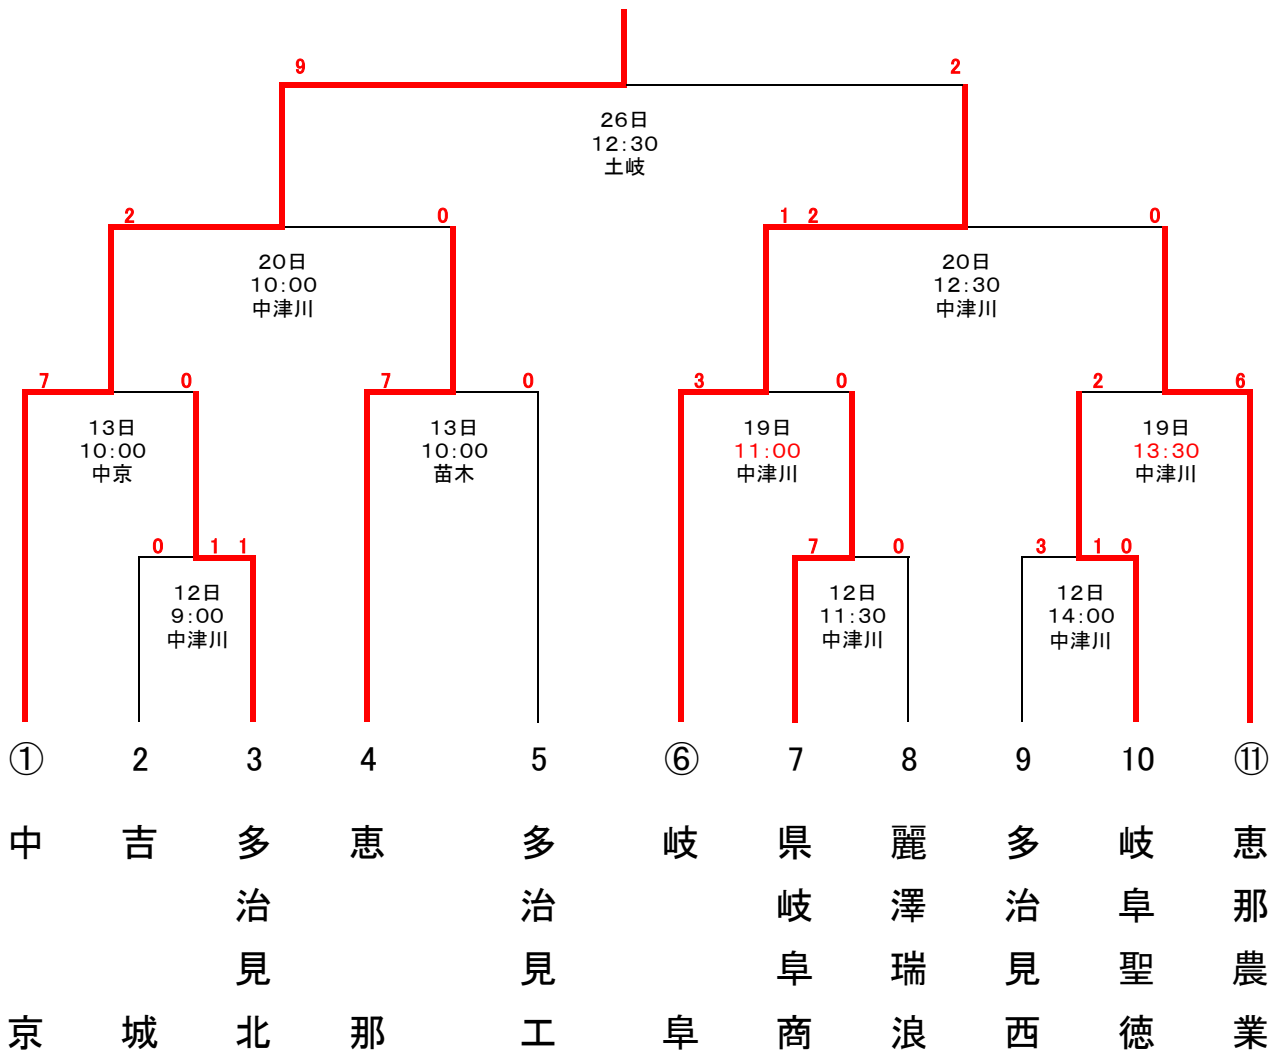 9 2
26日
12:30
土岐
2 0 1 2 0
20日 20日
10:00 12:30
中津川 中津川
7 0 7 0 3 0 2 6
13日 13日 19日 19日
10:00 10:00 11:00 13:30
中京 苗木 中津川 中津川
0 1 1 7 0 3 1 0
12日 12日 12日
9:00 11:30 14:00
中津川 中津川 中津川
① 2 3 4 5 ⑥ 7 8 9 10 ⑪
中京
吉城
多治見北
恵那
多治見工
岐阜
県岐阜商
麗澤瑞浪
多治見西
岐阜聖徳
恵那農業